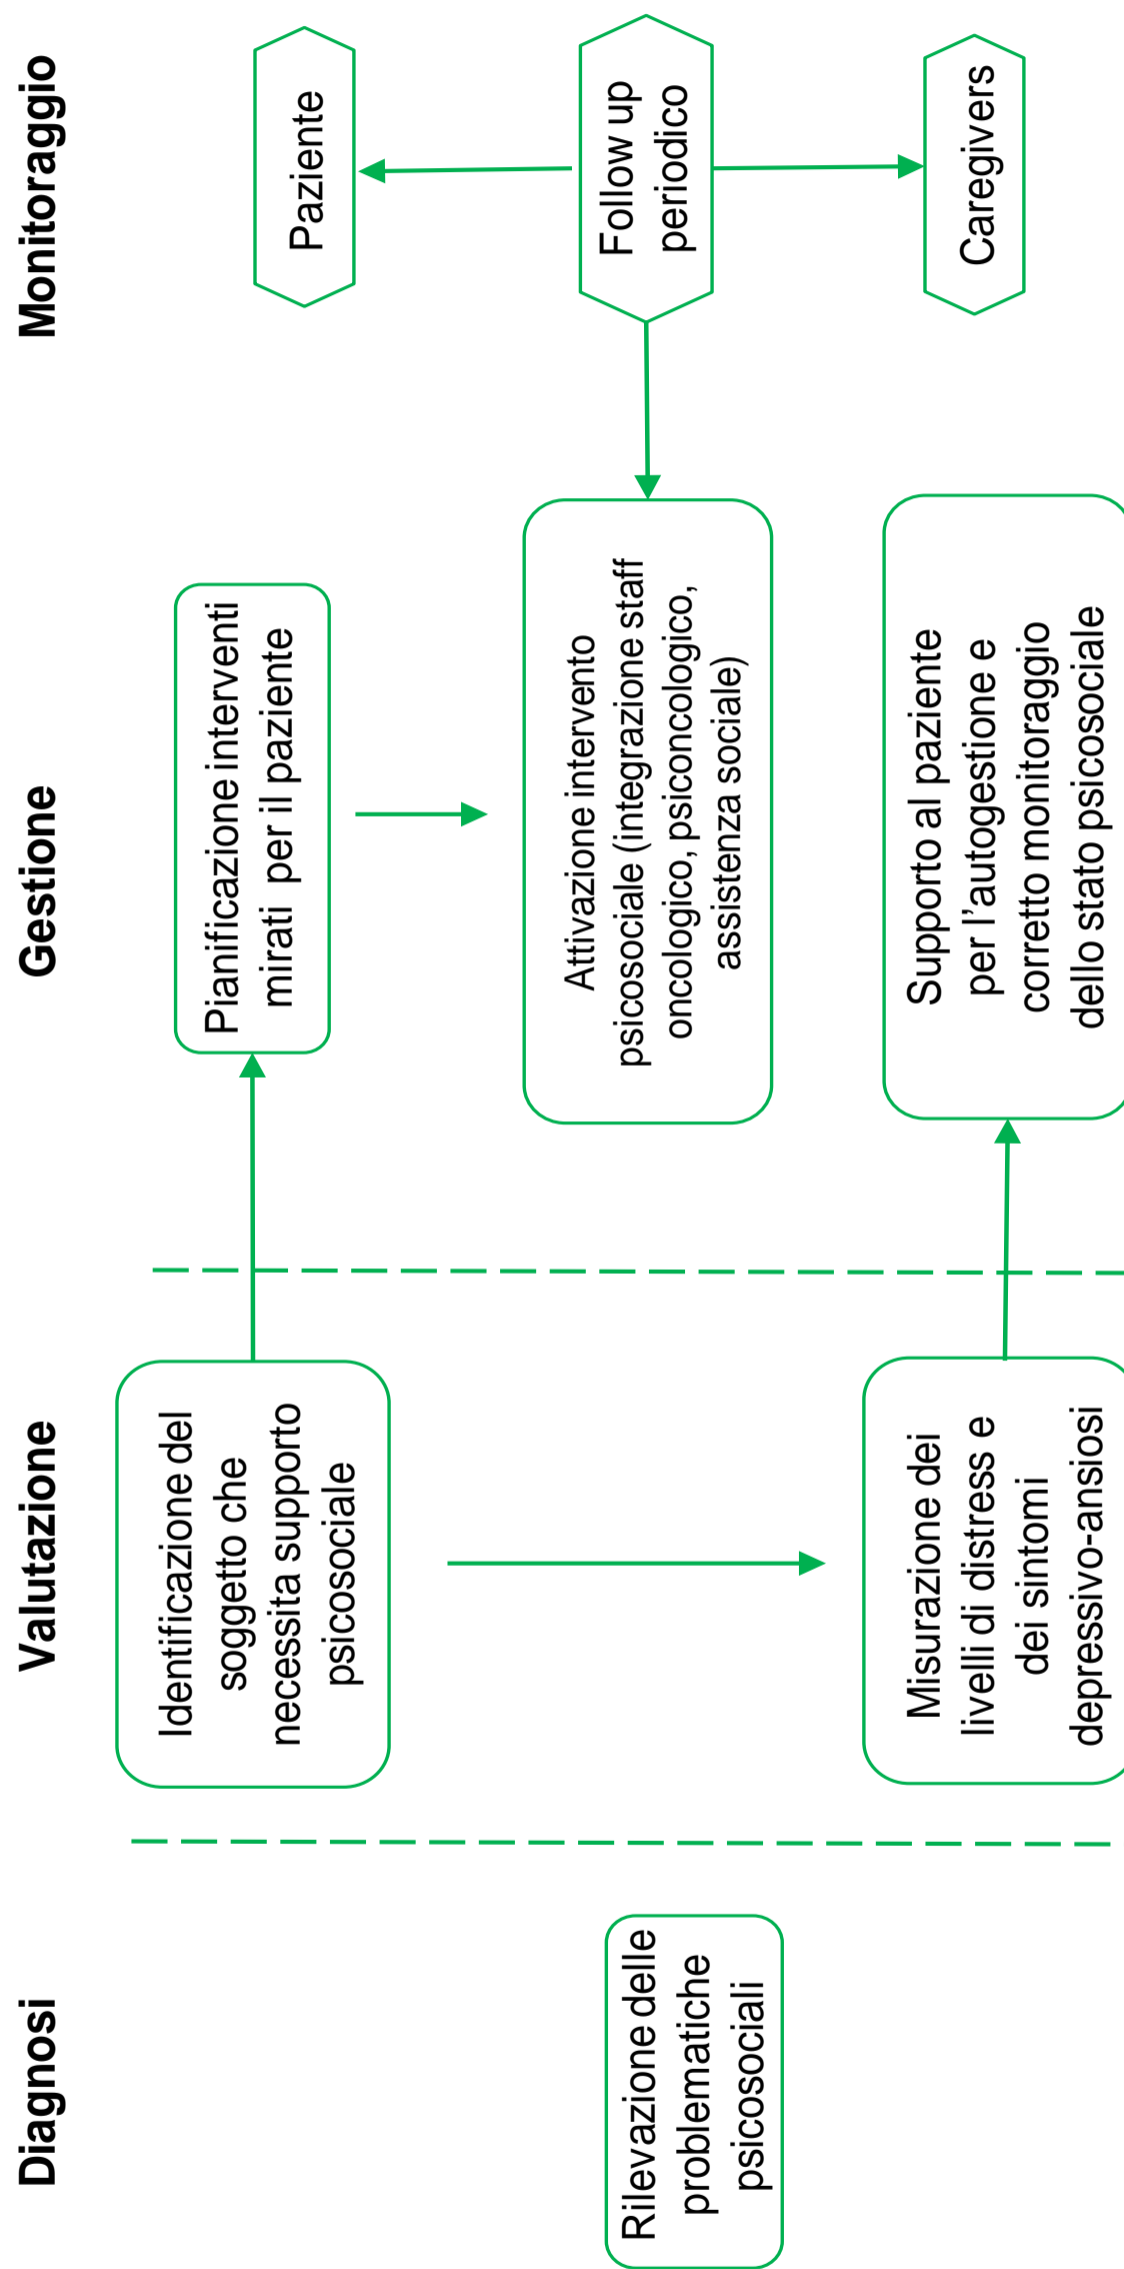 Diagnosi
Valutazione
Gestione
Monitoraggio
Rilevazione delle
problematiche
psicosociali
Identificazione del
soggetto che
necessita supporto
psicosociale
Misurazione dei
livelli di distress e
dei sintomi
depressivo-ansiosi
Pianificazione interventi
mirati per il paziente
Attivazione intervento
psicosociale (integrazione staff
oncologico, psiconcologico,
assistenza sociale)
Supporto al paziente
per l’autogestione e
corretto monitoraggio
dello stato psicosociale
Paziente
Follow up
periodico
Caregivers